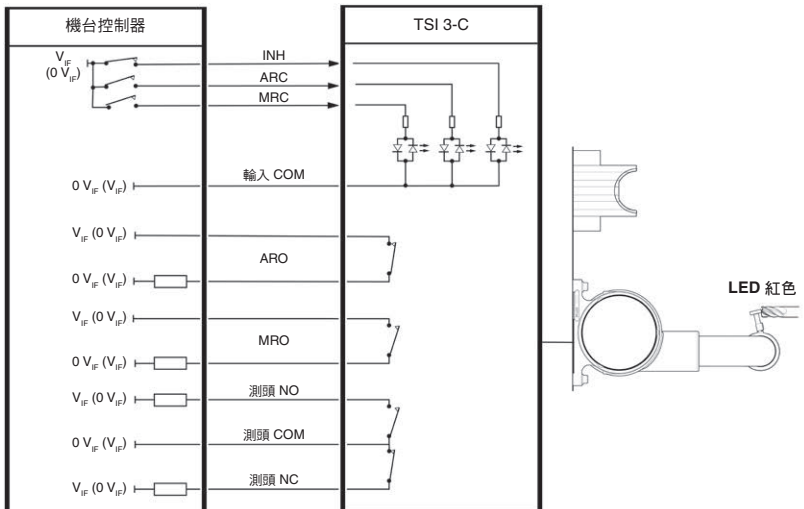 機台控制器
TSI 3-C
V_IF
(0 V_IF)
INH
ARC
MRC
輸入 COM
0 V_IF (V_IF)
V_IF (0 V_IF)
ARO
0 V_IF (V_IF)
V_IF (0 V_IF)
MRO
0 V_IF (V_IF)
V_IF (0 V_IF)
測頭 NO
0 V_IF (V_IF)
測頭 COM
V_IF (0 V_IF)
測頭 NC
LED 紅色